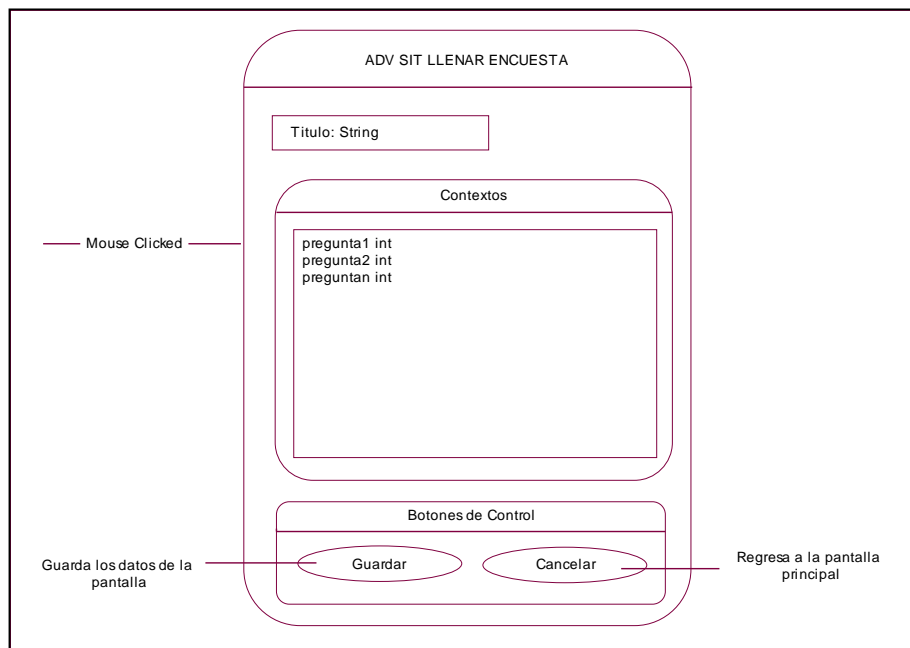 ADV SIT LLENAR ENCUESTA
Titulo: String
Contextos
Mouse Clicked
pregunta1 int
pregunta2 int
preguntan int
Botones de Control
Guarda los datos de la
pantalla
Guardar
Cancelar
Regresa a la pantalla
principal